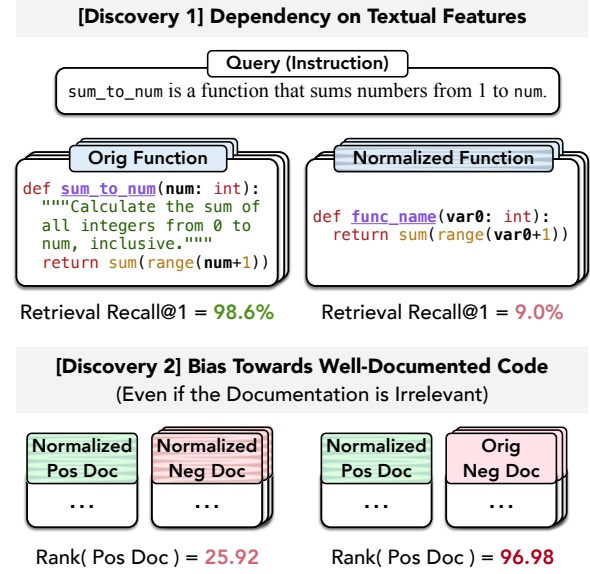 [Discovery 1] Dependency on Textual Features
Query (Instruction)
sum_to_num is a function that sums numbers from 1 to num.
Orig Function
def sum_to_num(num: int):
"""Calculate the sum of
all integers from 0 to
num, inclusive."""
return sum(range(num+1))
Retrieval Recall@1 = 98.6%
Normalized Function
def func_name(var0: int):
return sum(range(var0+1))
Retrieval Recall@1 = 9.0%
[Discovery 2] Bias Towards Well-Documented Code
(Even if the Documentation is Irrelevant)
Normalized
Pos Doc
...
Normalized
Neg Doc
...
Rank( Pos Doc ) = 25.92
Normalized
Pos Doc
...
Orig
Neg Doc
...
Rank( Pos Doc ) = 96.98